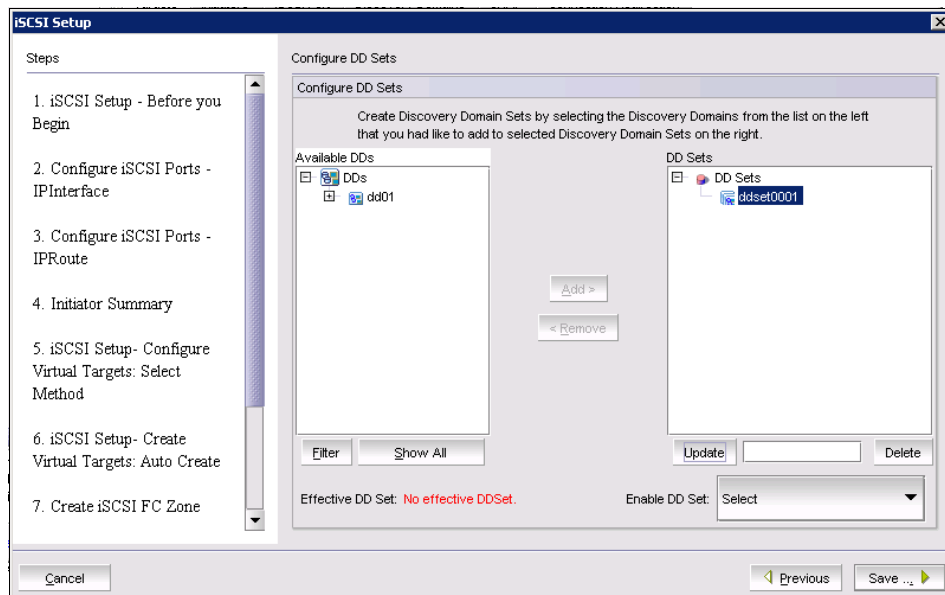 iSCSI Setup
Steps
1. iSCSI Setup - Before you
Begin
2. Configure iSCSI Ports -
IPInterface
3. Configure iSCSI Ports -
IPRoute
4. Initiator Summary
5. iSCSI Setup- Configure
Virtual Targets: Select
Method
6. iSCSI Setup- Create
Virtual Targets: Auto Create
7. Create iSCSI FC Zone
Configure DD Sets
Configure DD Sets
Create Discovery Domain Sets by selecting the Discovery Domains from the list on the left
that you had like to add to selected Discovery Domain Sets on the right.
Available DDs
DDs
dd01
Add >
< Remove
DD Sets
DD Sets
ddset0001
Filter
Show All
Update
Delete
Effective DD Set: No effective DDSet.
Enable DD Set: Select
Cancel
Previous
Save ...